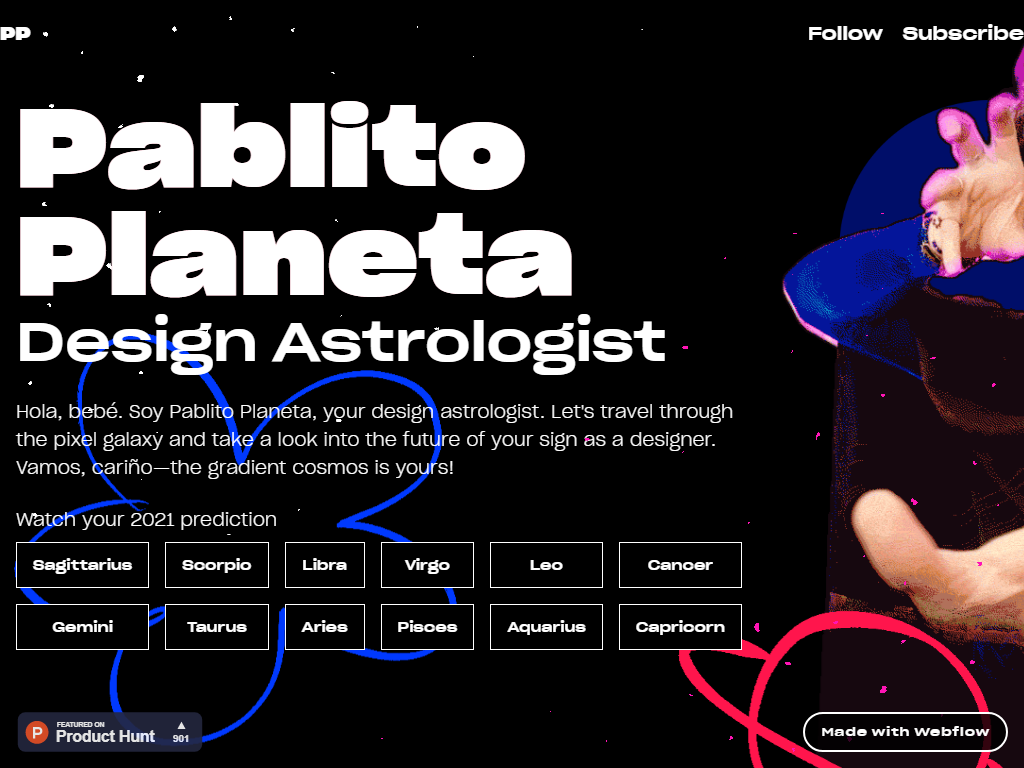 PP
Follow Subscribe
Pablito
Planeta
Design Astrologist
Hola, bebé. Soy Pablito Planeta, your design astrologist. Let's travel through
the pixel galaxy and take a look into the future of your sign as a designer.
Vamos, cariño—the gradient cosmos is yours!
Watch your 2021 prediction
Sagittarius Scorpio Libra Virgo Leo Cancer
Gemini Taurus Aries Pisces Aquarius Capricorn
P FEATURED ON
Product Hunt ▲ 901
Made with Webflow